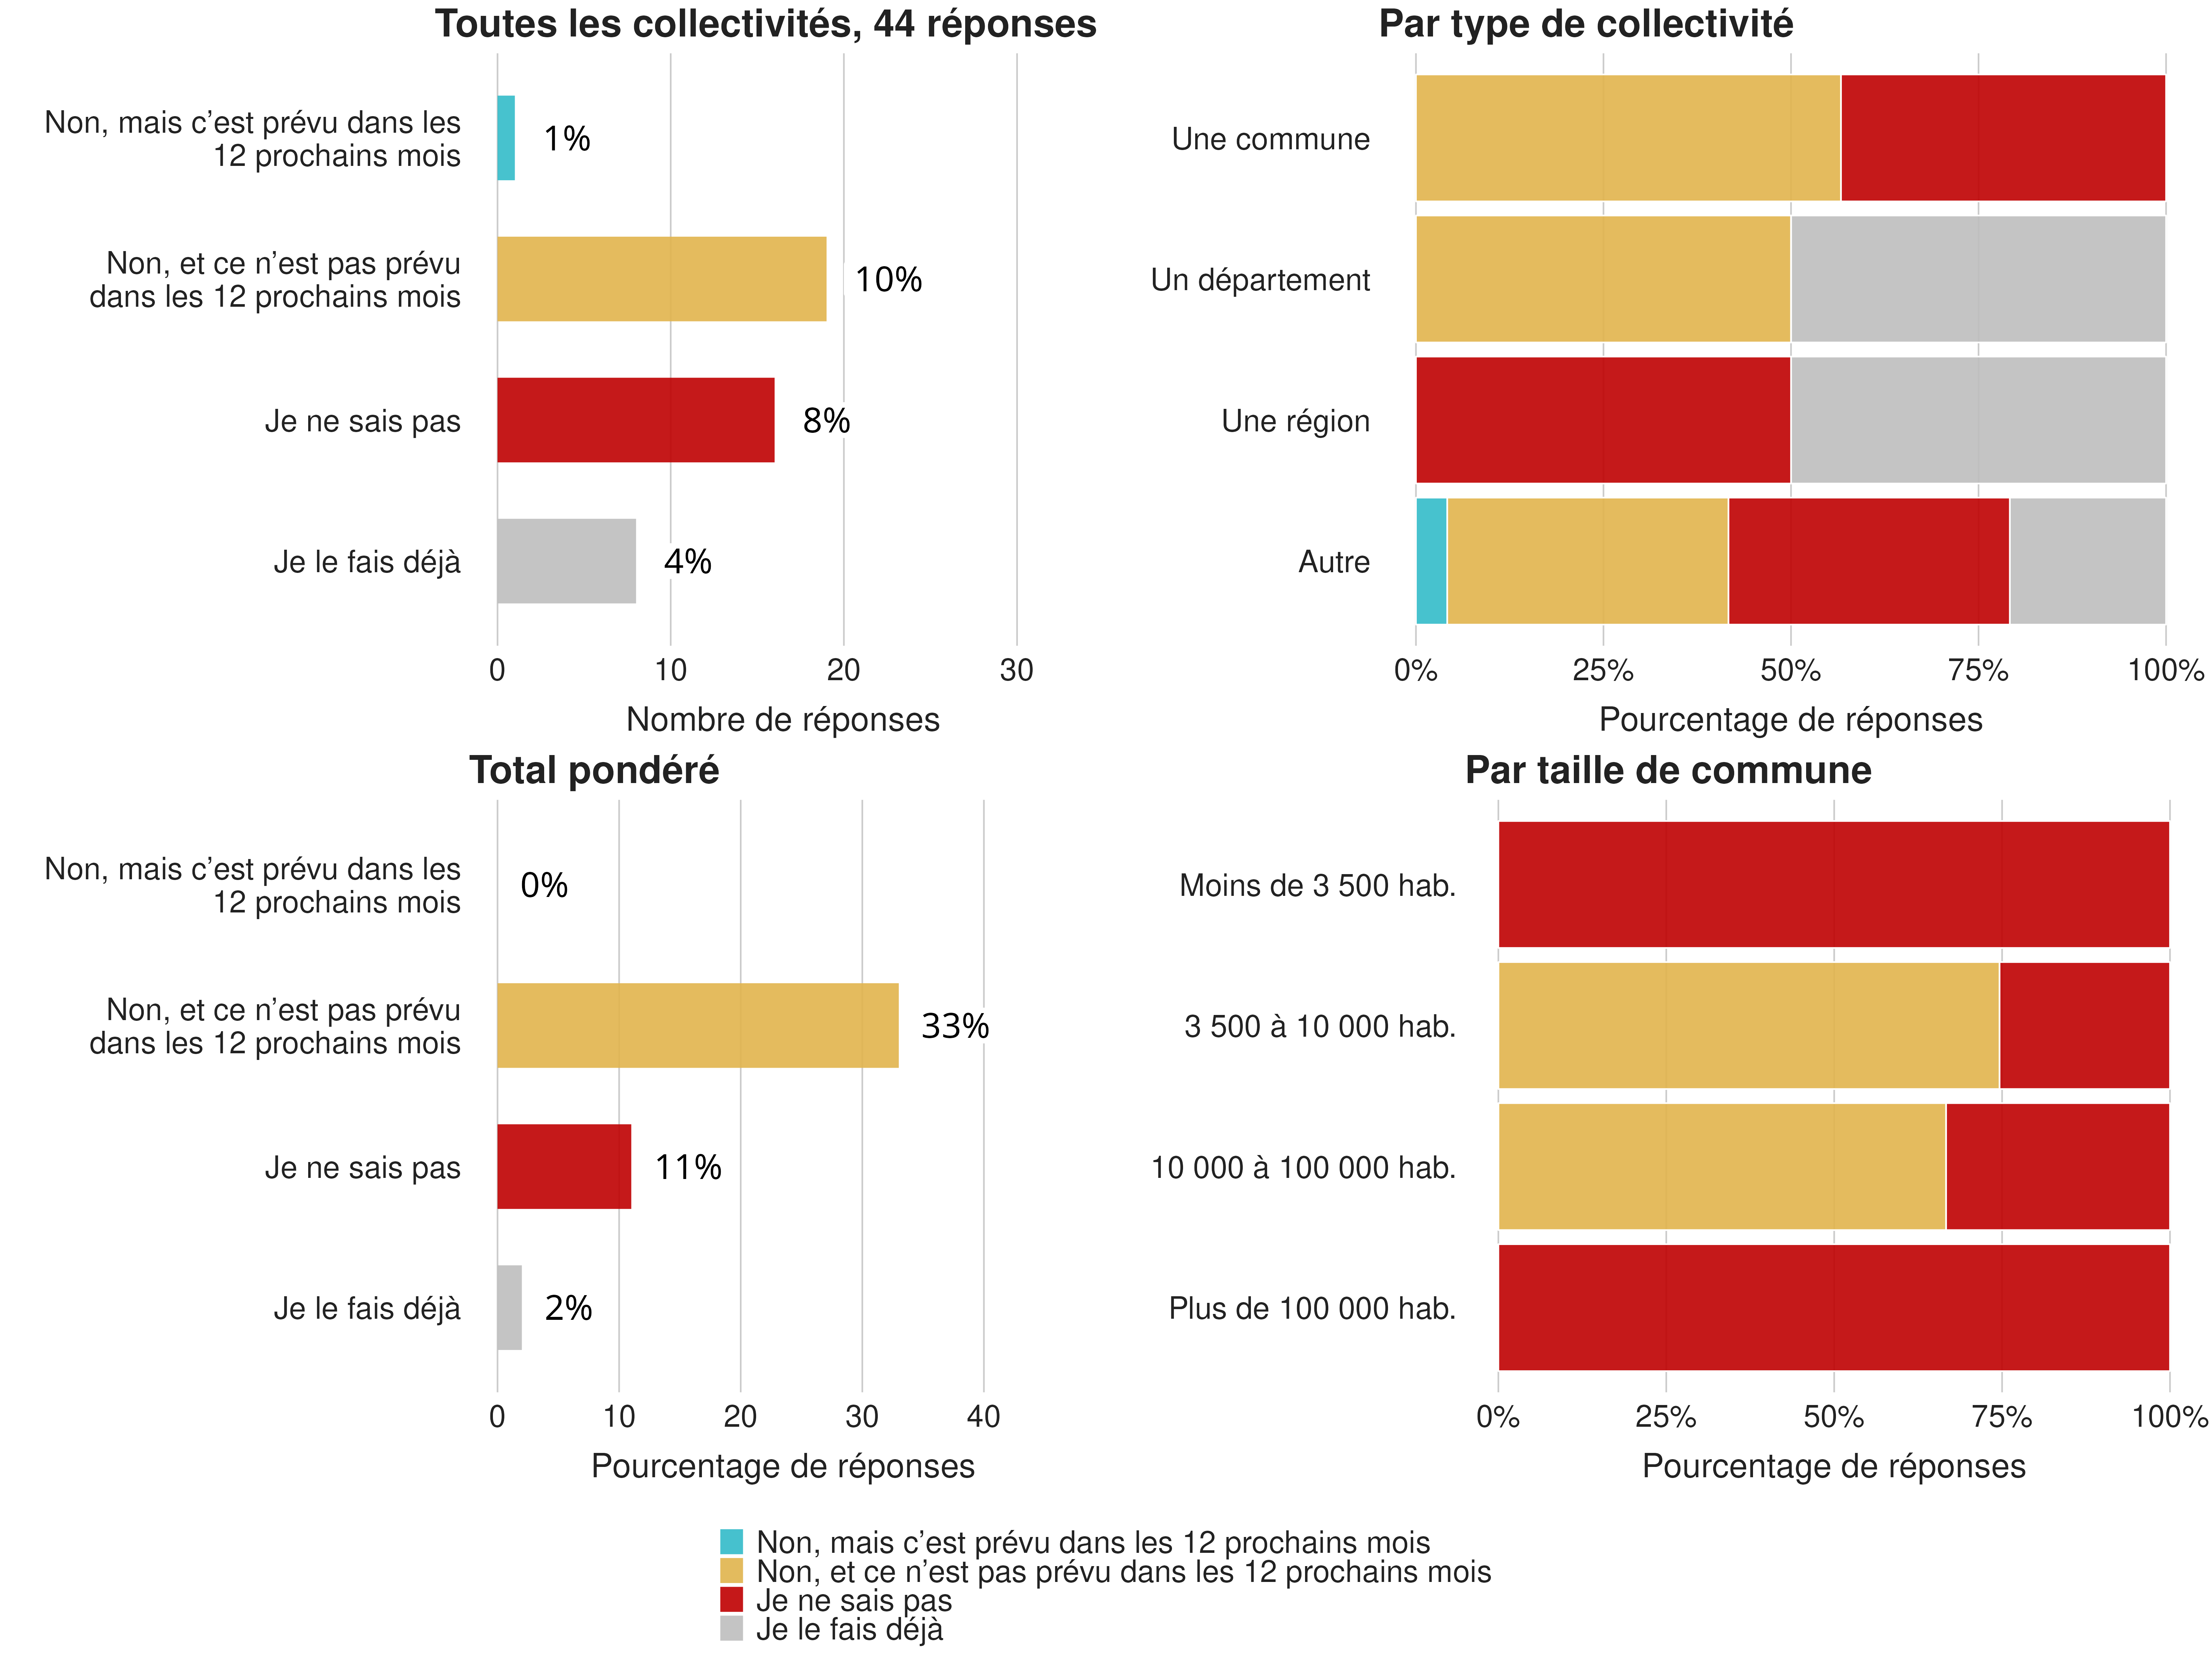 Toutes les collectivités, 44 réponses
Non, mais c’est prévu dans les
12 prochains mois
1%
Non, et ce n’est pas prévu
dans les 12 prochains mois
10%
Je ne sais pas
8%
Je le fais déjà
4%
0 10 20 30
Nombre de réponses
Par type de collectivité
Une commune
Un département
Une région
Autre
0% 25% 50% 75% 100%
Pourcentage de réponses
Total pondéré
Non, mais c’est prévu dans les
12 prochains mois
0%
Non, et ce n’est pas prévu
dans les 12 prochains mois
33%
Je ne sais pas
11%
Je le fais déjà
2%
0 10 20 30 40
Pourcentage de réponses
Par taille de commune
Moins de 3 500 hab.
3 500 à 10 000 hab.
10 000 à 100 000 hab.
Plus de 100 000 hab.
0% 25% 50% 75% 100%
Pourcentage de réponses
Non, mais c’est prévu dans les 12 prochains mois
Non, et ce n’est pas prévu dans les 12 prochains mois
Je ne sais pas
Je le fais déjà